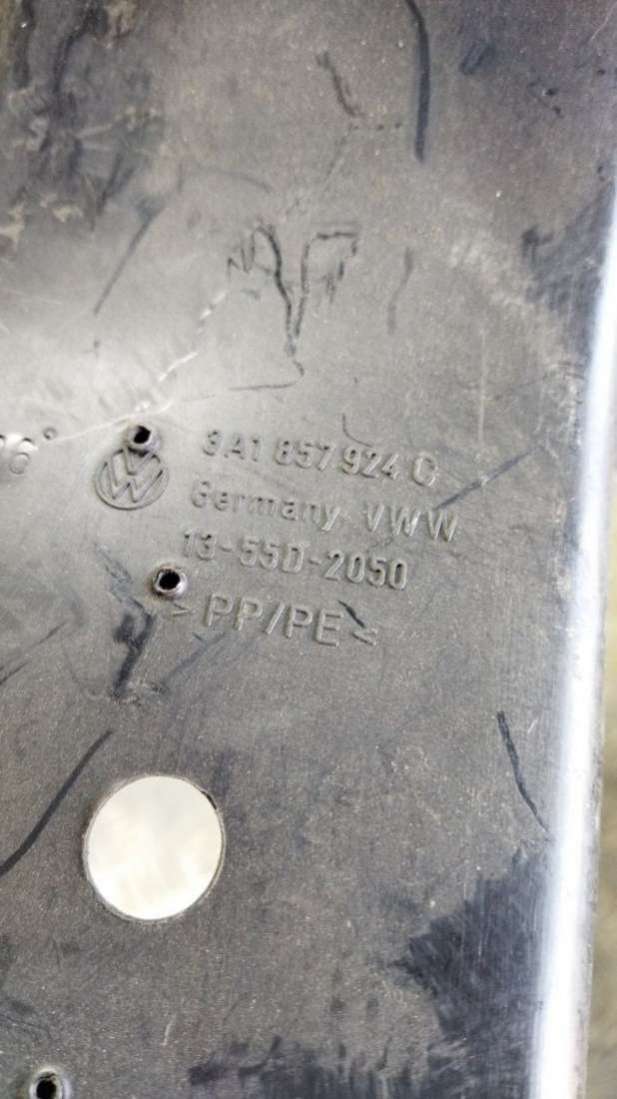 3A1 857 924 C
Germany VWW
13-55D-2050
>PP/PE<